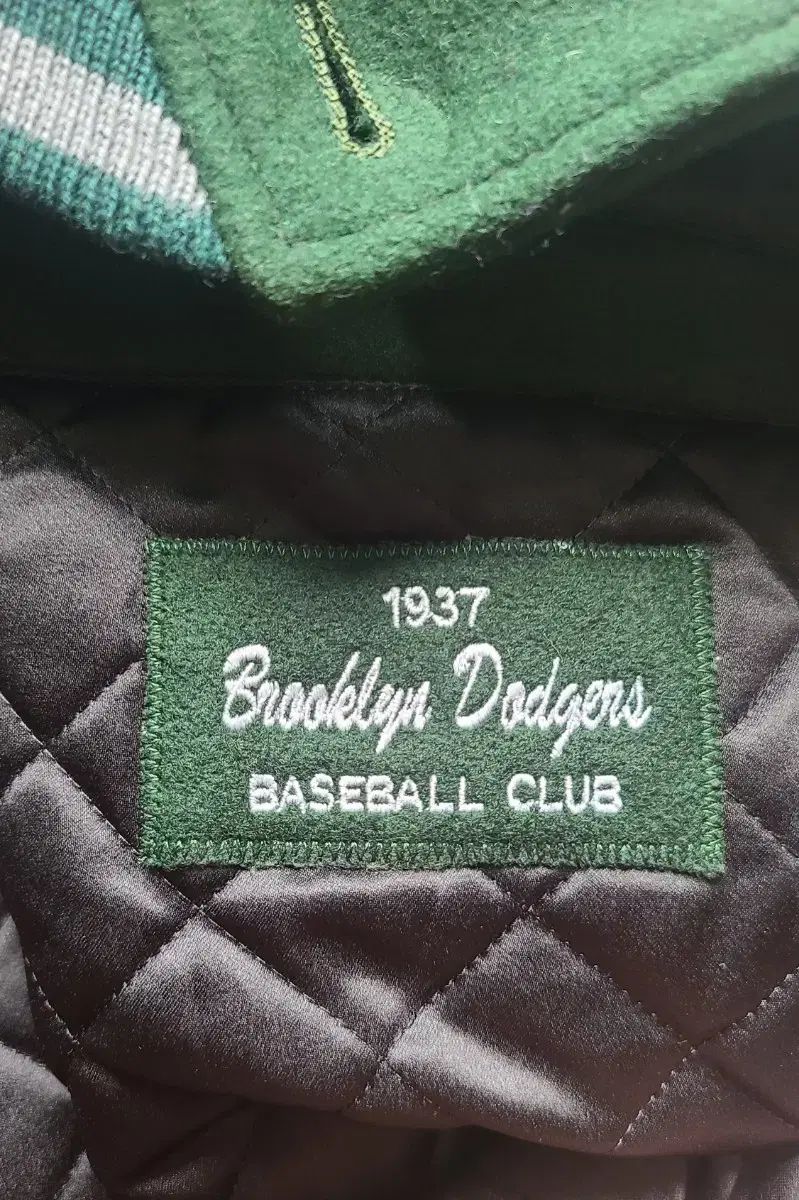 1937
Brooklyn Dodgers
BASEBALL CLUB